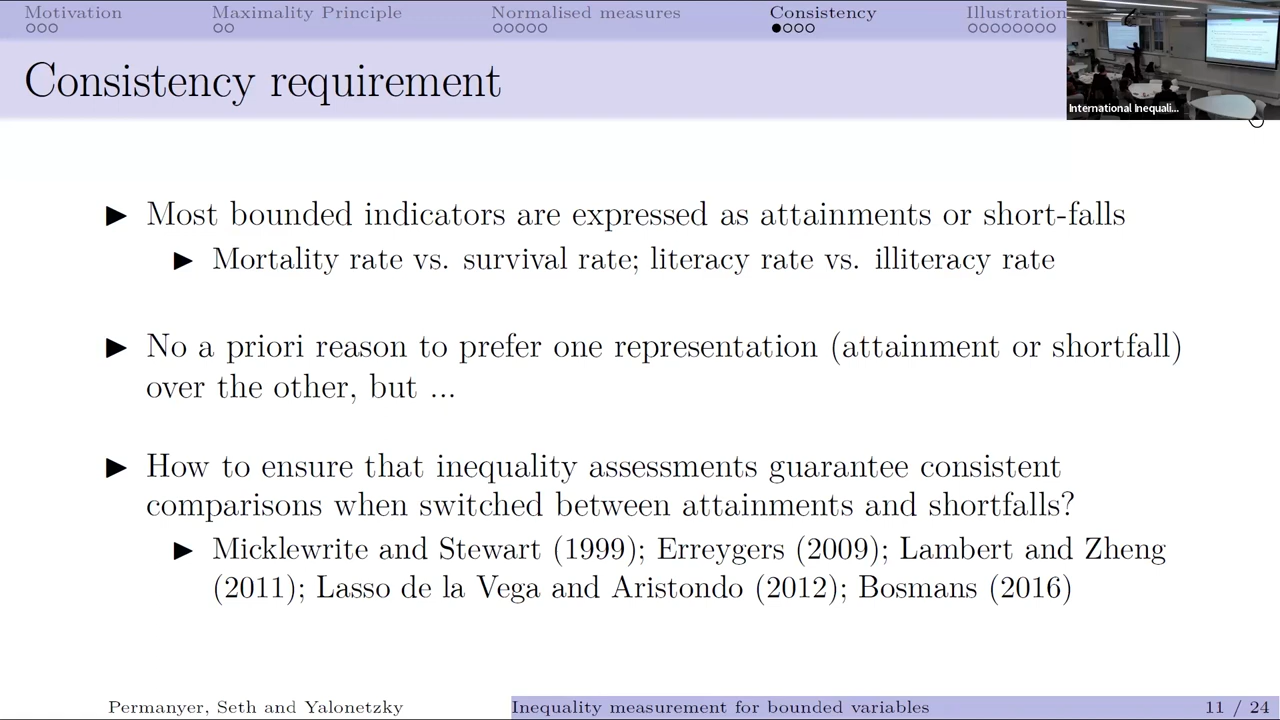 Motivation Maximality Principle Normalised measures Consistency Illustration
Consistency requirement
International Inequali...
Most bounded indicators are expressed as attainments or short-falls
Mortality rate vs. survival rate; literacy rate vs. illiteracy rate
No a priori reason to prefer one representation (attainment or shortfall)
over the other, but ...
How to ensure that inequality assessments guarantee consistent
comparisons when switched between attainments and shortfalls?
Micklewrite and Stewart (1999); Erreygers (2009); Lambert and Zheng
(2011); Lasso de la Vega and Aristondo (2012); Bosmans (2016)
Permanyer, Seth and Yalonetzky Inequality measurement for bounded variables 11 / 24